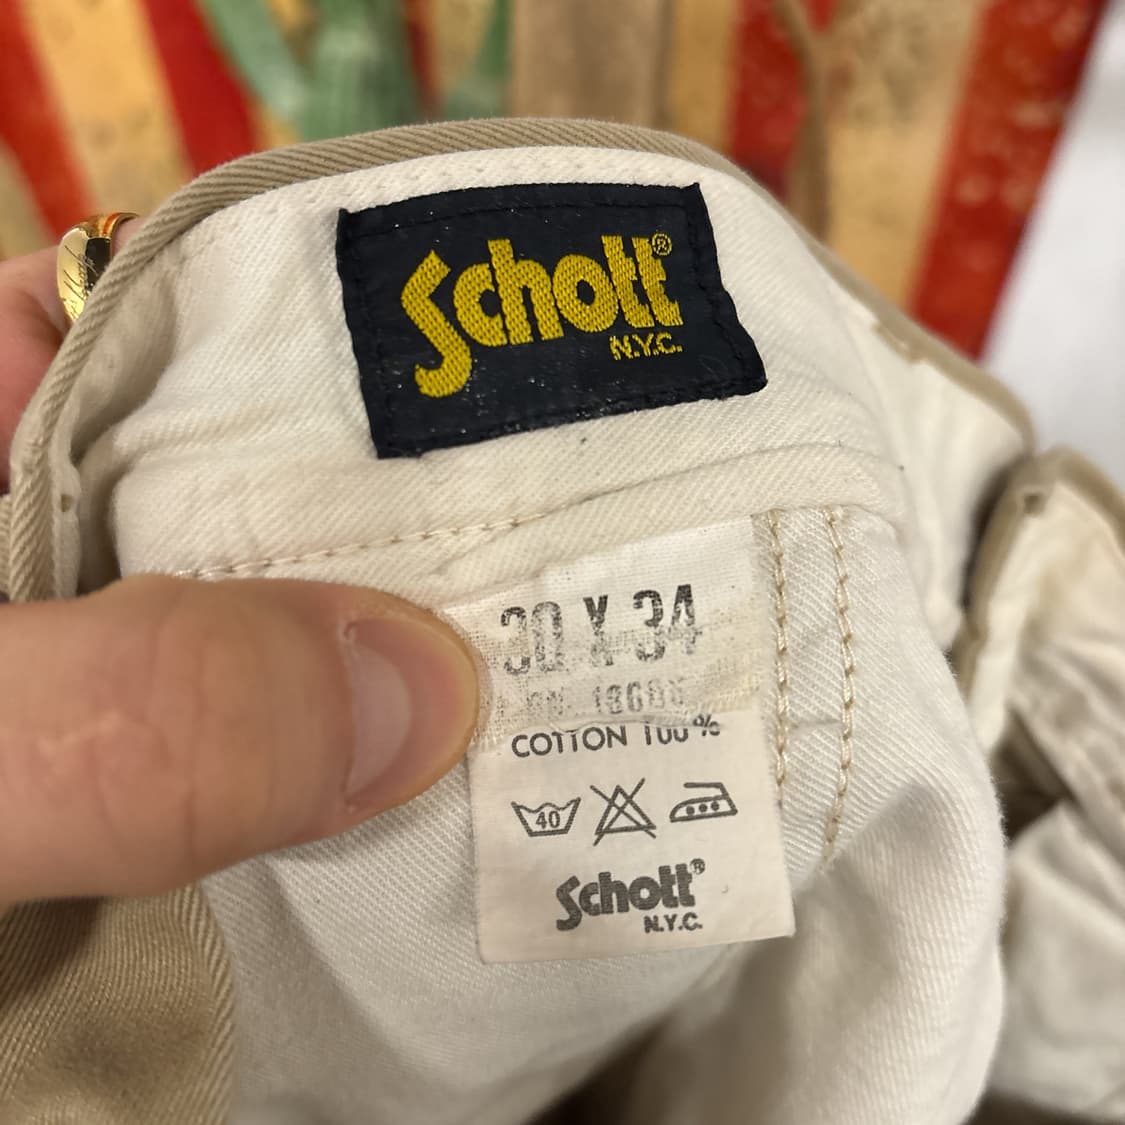 Schott®
N.Y.C.
30 X 34
COTTON 100%
40
Schott®
N.Y.C.